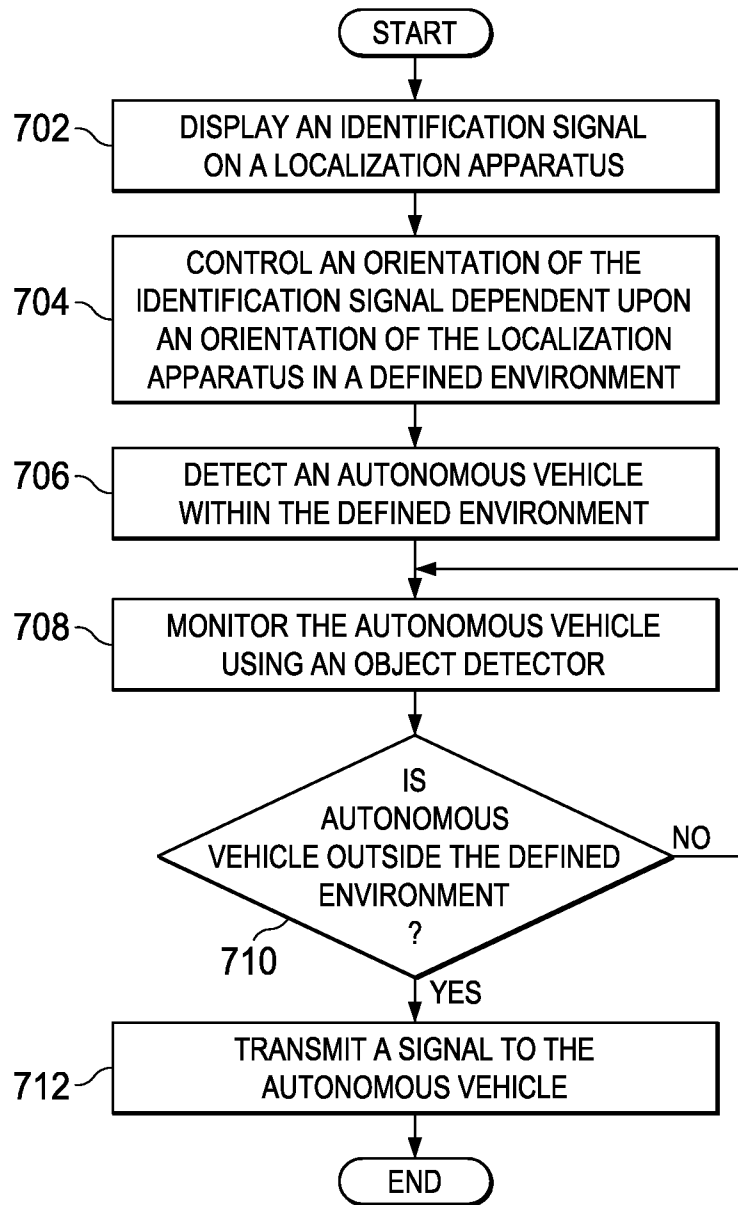 START
702
DISPLAY AN IDENTIFICATION SIGNAL
ON A LOCALIZATION APPARATUS
704
CONTROL AN ORIENTATION OF THE
IDENTIFICATION SIGNAL DEPENDENT UPON
AN ORIENTATION OF THE LOCALIZATION
APPARATUS IN A DEFINED ENVIRONMENT
706
DETECT AN AUTONOMOUS VEHICLE
WITHIN THE DEFINED ENVIRONMENT
708
MONITOR THE AUTONOMOUS VEHICLE
USING AN OBJECT DETECTOR
IS
AUTONOMOUS
VEHICLE OUTSIDE THE DEFINED
ENVIRONMENT
?
NO
710
YES
712
TRANSMIT A SIGNAL TO THE
AUTONOMOUS VEHICLE
END